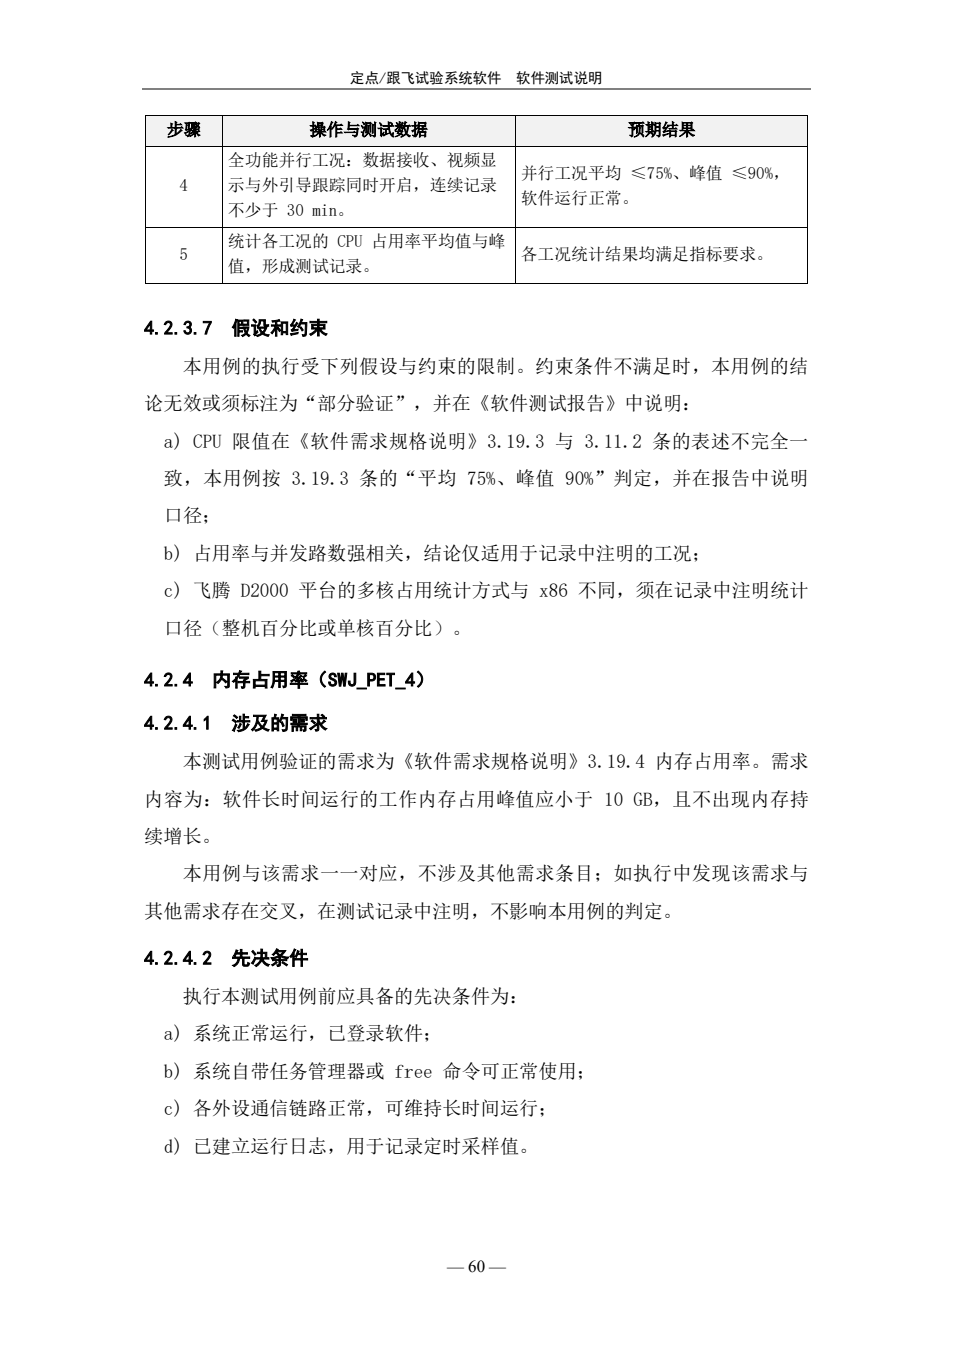 定点/跟飞试验系统软件　软件测试说明
步骤　操作与测试数据　预期结果
全功能并行工况：数据接收、视频显
4　示与外引导跟踪同时开启，连续记录
不少于 30 min。
并行工况平均 ≤75%、峰值 ≤90%，
软件运行正常。
5
统计各工况的 CPU 占用率平均值与峰
值，形成测试记录。
各工况统计结果均满足指标要求。
4.2.3.7　假设和约束
本用例的执行受下列假设与约束的限制。约束条件不满足时，本用例的结
论无效或须标注为“部分验证”，并在《软件测试报告》中说明：
a) CPU 限值在《软件需求规格说明》3.19.3 与 3.11.2 条的表述不完全一
致，本用例按 3.19.3 条的“平均 75%、峰值 90%”判定，并在报告中说明
口径；
b) 占用率与并发路数强相关，结论仅适用于记录中注明的工况；
c) 飞腾 D2000 平台的多核占用统计方式与 x86 不同，须在记录中注明统计
口径（整机百分比或单核百分比）。
4.2.4　内存占用率（SWJ_PET_4）
4.2.4.1　涉及的需求
本测试用例验证的需求为《软件需求规格说明》3.19.4 内存占用率。需求
内容为：软件长时间运行的工作内存占用峰值应小于 10 GB，且不出现内存持
续增长。
本用例与该需求一一对应，不涉及其他需求条目；如执行中发现该需求与
其他需求存在交叉，在测试记录中注明，不影响本用例的判定。
4.2.4.2　先决条件
执行本测试用例前应具备的先决条件为：
a) 系统正常运行，已登录软件；
b) 系统自带任务管理器或 free 命令可正常使用；
c) 各外设通信链路正常，可维持长时间运行；
d) 已建立运行日志，用于记录定时采样值。
— 60 —